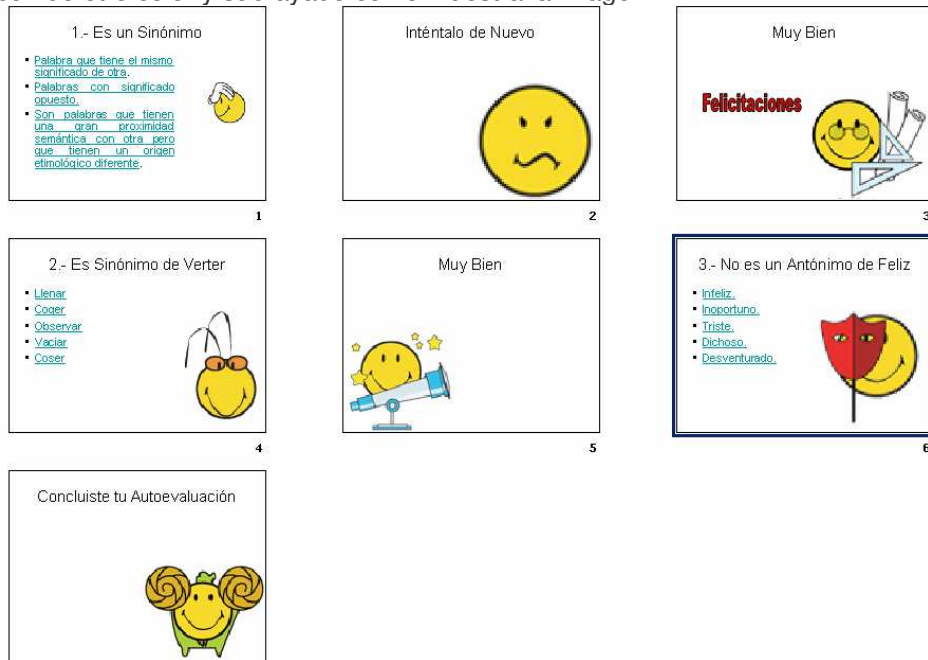 1.- Es un Sinónimo
▪ Palabra que tiene el mismo
significado de otra.
▪ Palabras con significado
opuesto.
▪ Son palabras que tienen
una gran proximidad
semántica con otra pero
que tienen un origen
etimológico diferente.
1
Inténtalo de Nuevo
2
Muy Bien
Felicitaciones
3
2.- Es Sinónimo de Verter
▪ Llenar
▪ Coger
▪ Observar
▪ Vaciar
▪ Coser
4
Muy Bien
5
3.- No es un Antónimo de Feliz
▪ Infeliz.
▪ Inoportuno.
▪ Triste.
▪ Dichoso.
▪ Desventurado.
6
Concluiste tu Autoevaluación